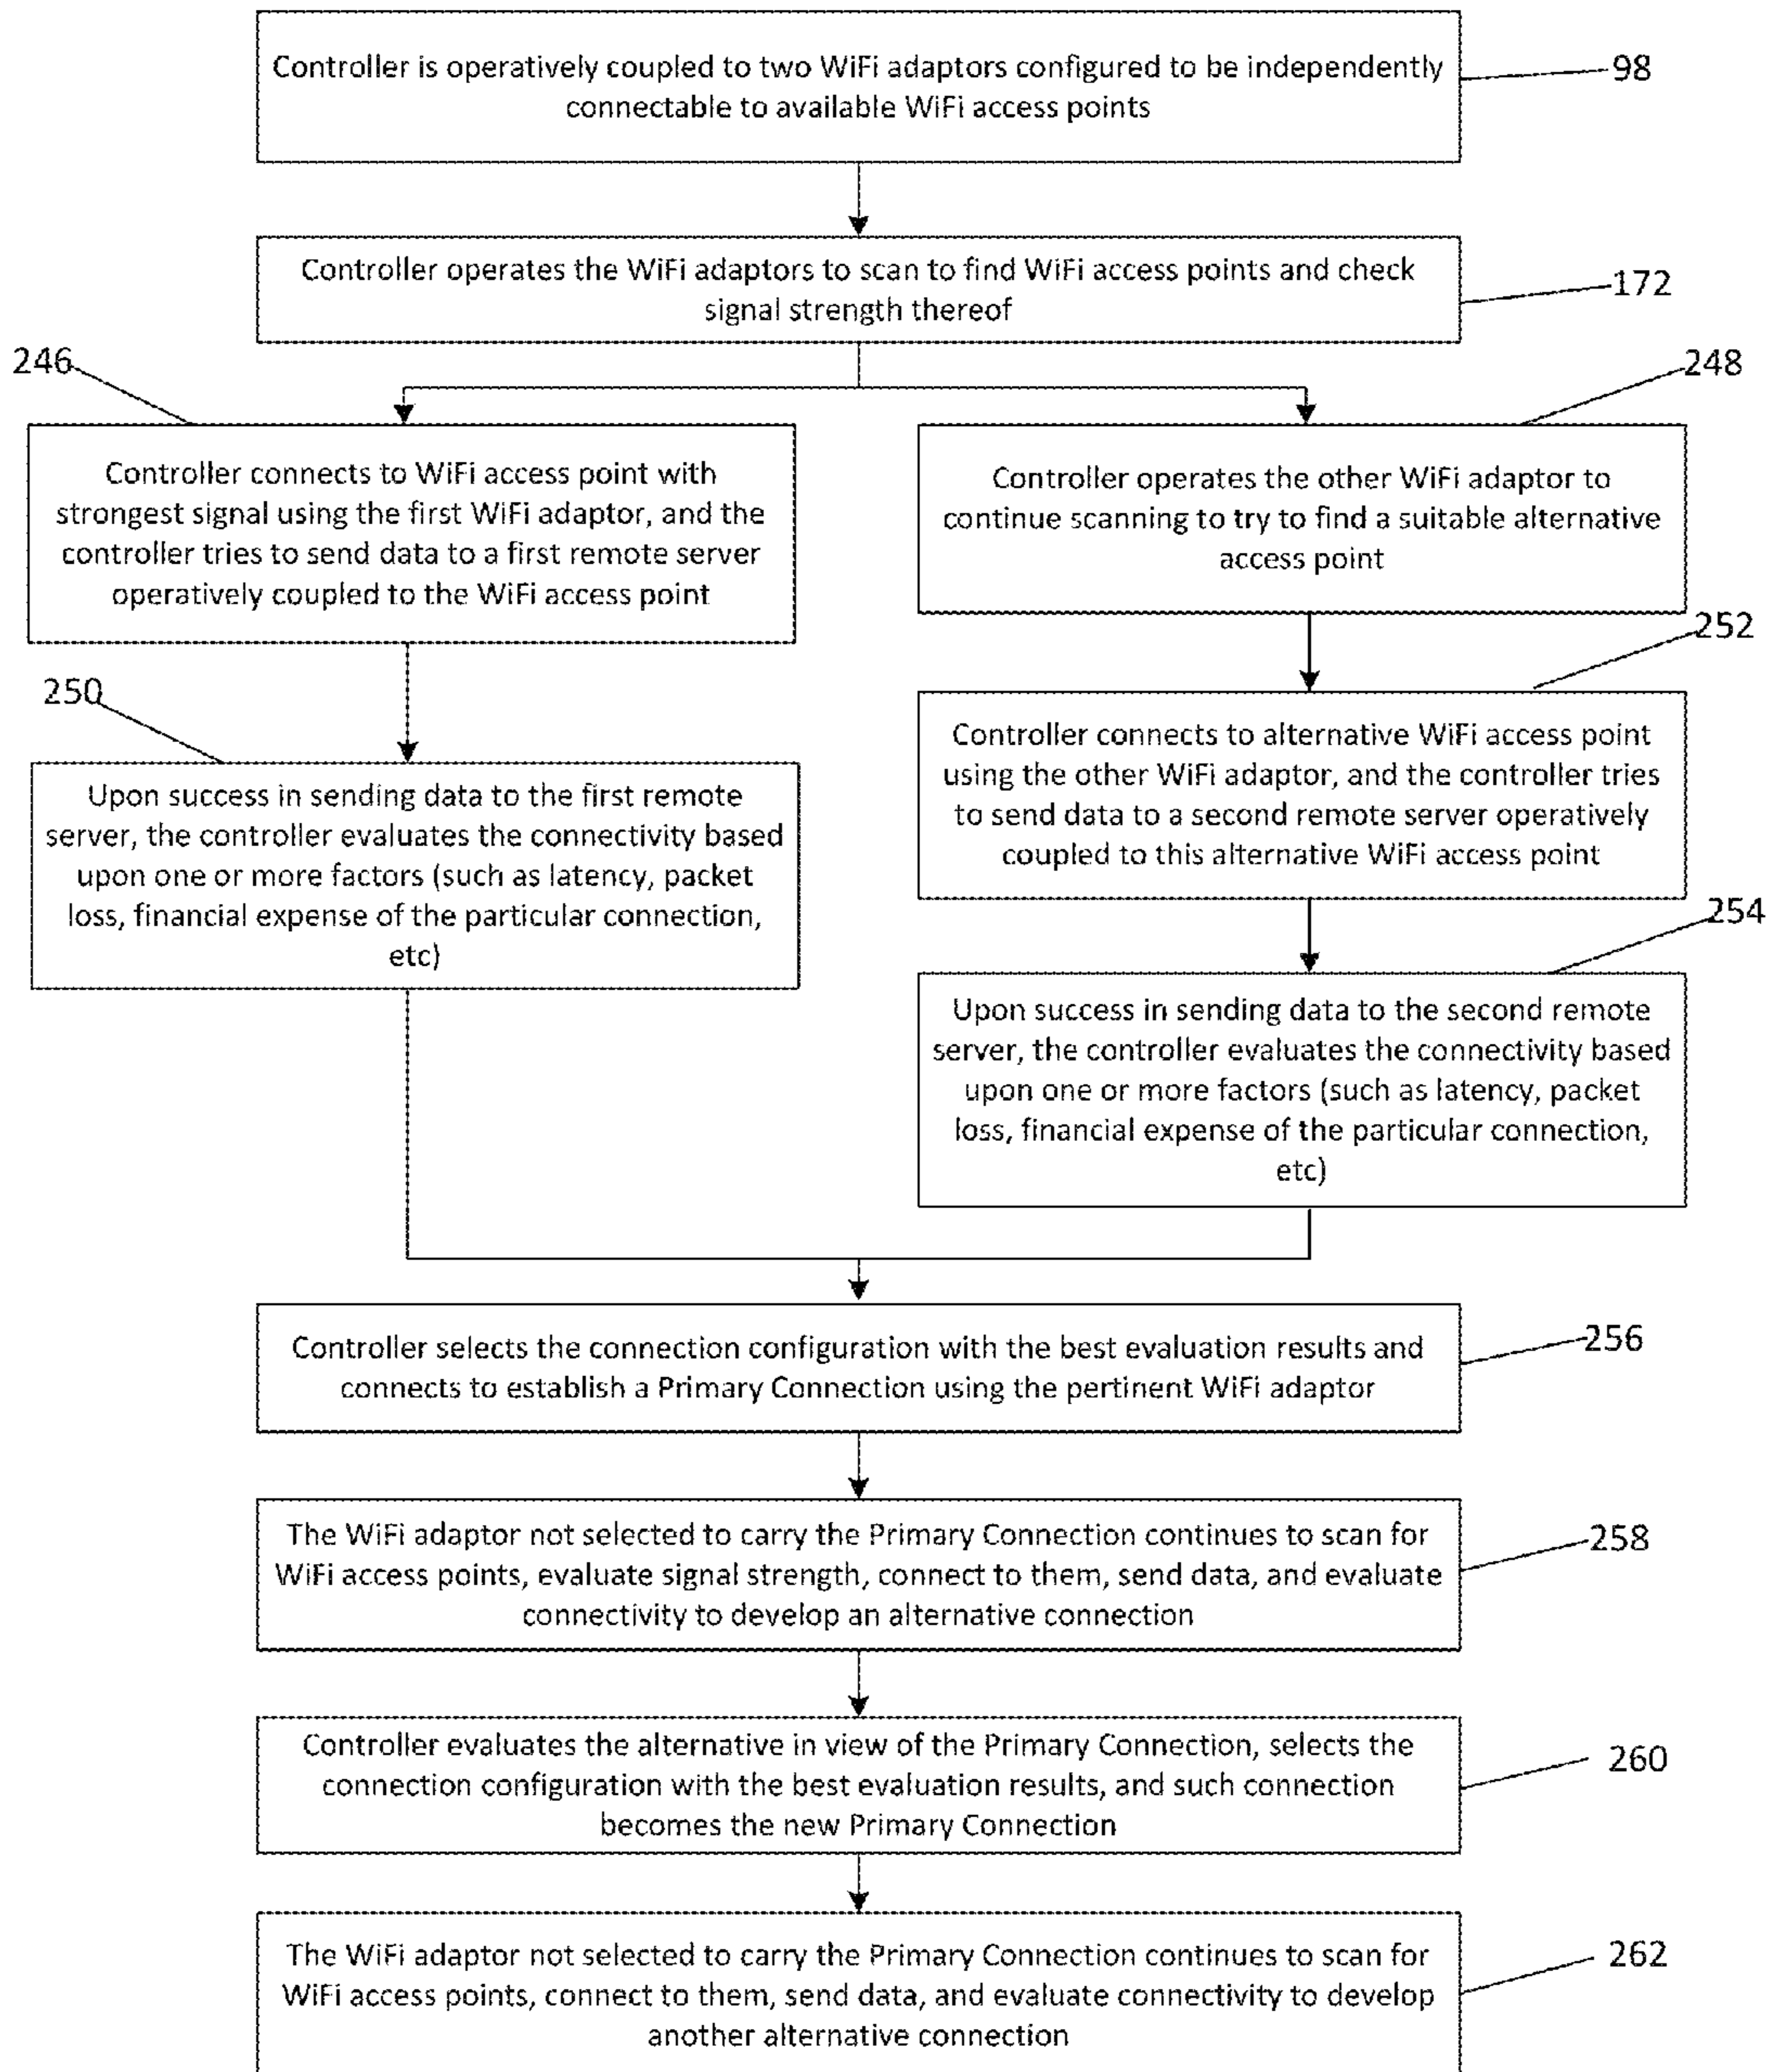 Controller is operatively coupled to two WiFi adaptors configured to be independently
connectable to available WiFi access points
98
Controller operates the WiFi adaptors to scan to find WiFi access points and check
signal strength thereof
172
246
248
Controller connects to WiFi access point with
strongest signal using the first WiFi adaptor, and the
controller tries to send data to a first remote server
operatively coupled to the WiFi access point
Controller operates the other WiFi adaptor to
continue scanning to try to find a suitable alternative
access point
250
252
Upon success in sending data to the first remote
server, the controller evaluates the connectivity based
upon one or more factors (such as latency, packet
loss, financial expense of the particular connection,
etc)
Controller connects to alternative WiFi access point
using the other WiFi adaptor, and the controller tries
to send data to a second remote server operatively
coupled to this alternative WiFi access point
254
Upon success in sending data to the second remote
server, the controller evaluates the connectivity based
upon one or more factors (such as latency, packet
loss, financial expense of the particular connection,
etc)
Controller selects the connection configuration with the best evaluation results and
connects to establish a Primary Connection using the pertinent WiFi adaptor
256
The WiFi adaptor not selected to carry the Primary Connection continues to scan for
WiFi access points, evaluate signal strength, connect to them, send data, and evaluate
connectivity to develop an alternative connection
258
Controller evaluates the alternative in view of the Primary Connection, selects the
connection configuration with the best evaluation results, and such connection
becomes the new Primary Connection
260
The WiFi adaptor not selected to carry the Primary Connection continues to scan for
WiFi access points, connect to them, send data, and evaluate connectivity to develop
another alternative connection
262